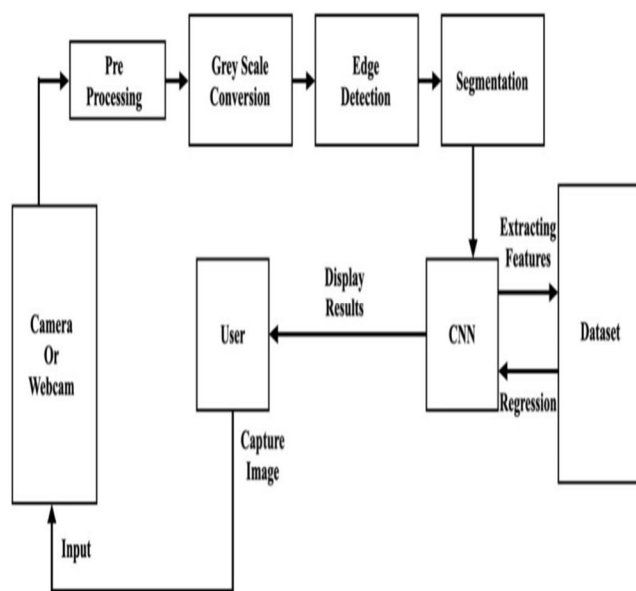 Pre
Processing
Grey Scale
Conversion
Edge
Detection
Segmentation
Extracting
Features
Display
Results
Camera
Or
Webcam
User
CNN
Dataset
Regression
Capture
Image
Input